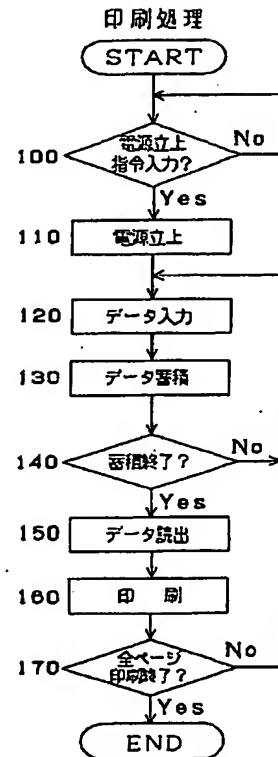 印刷処理
START
100
電源立上
指令入力?
No
Yes
110
電源立上
120
データ入力
130
データ蓄積
140
蓄積終了?
No
Yes
150
データ読出
160
印 刷
170
全ページ
印刷終了?
No
Yes
END